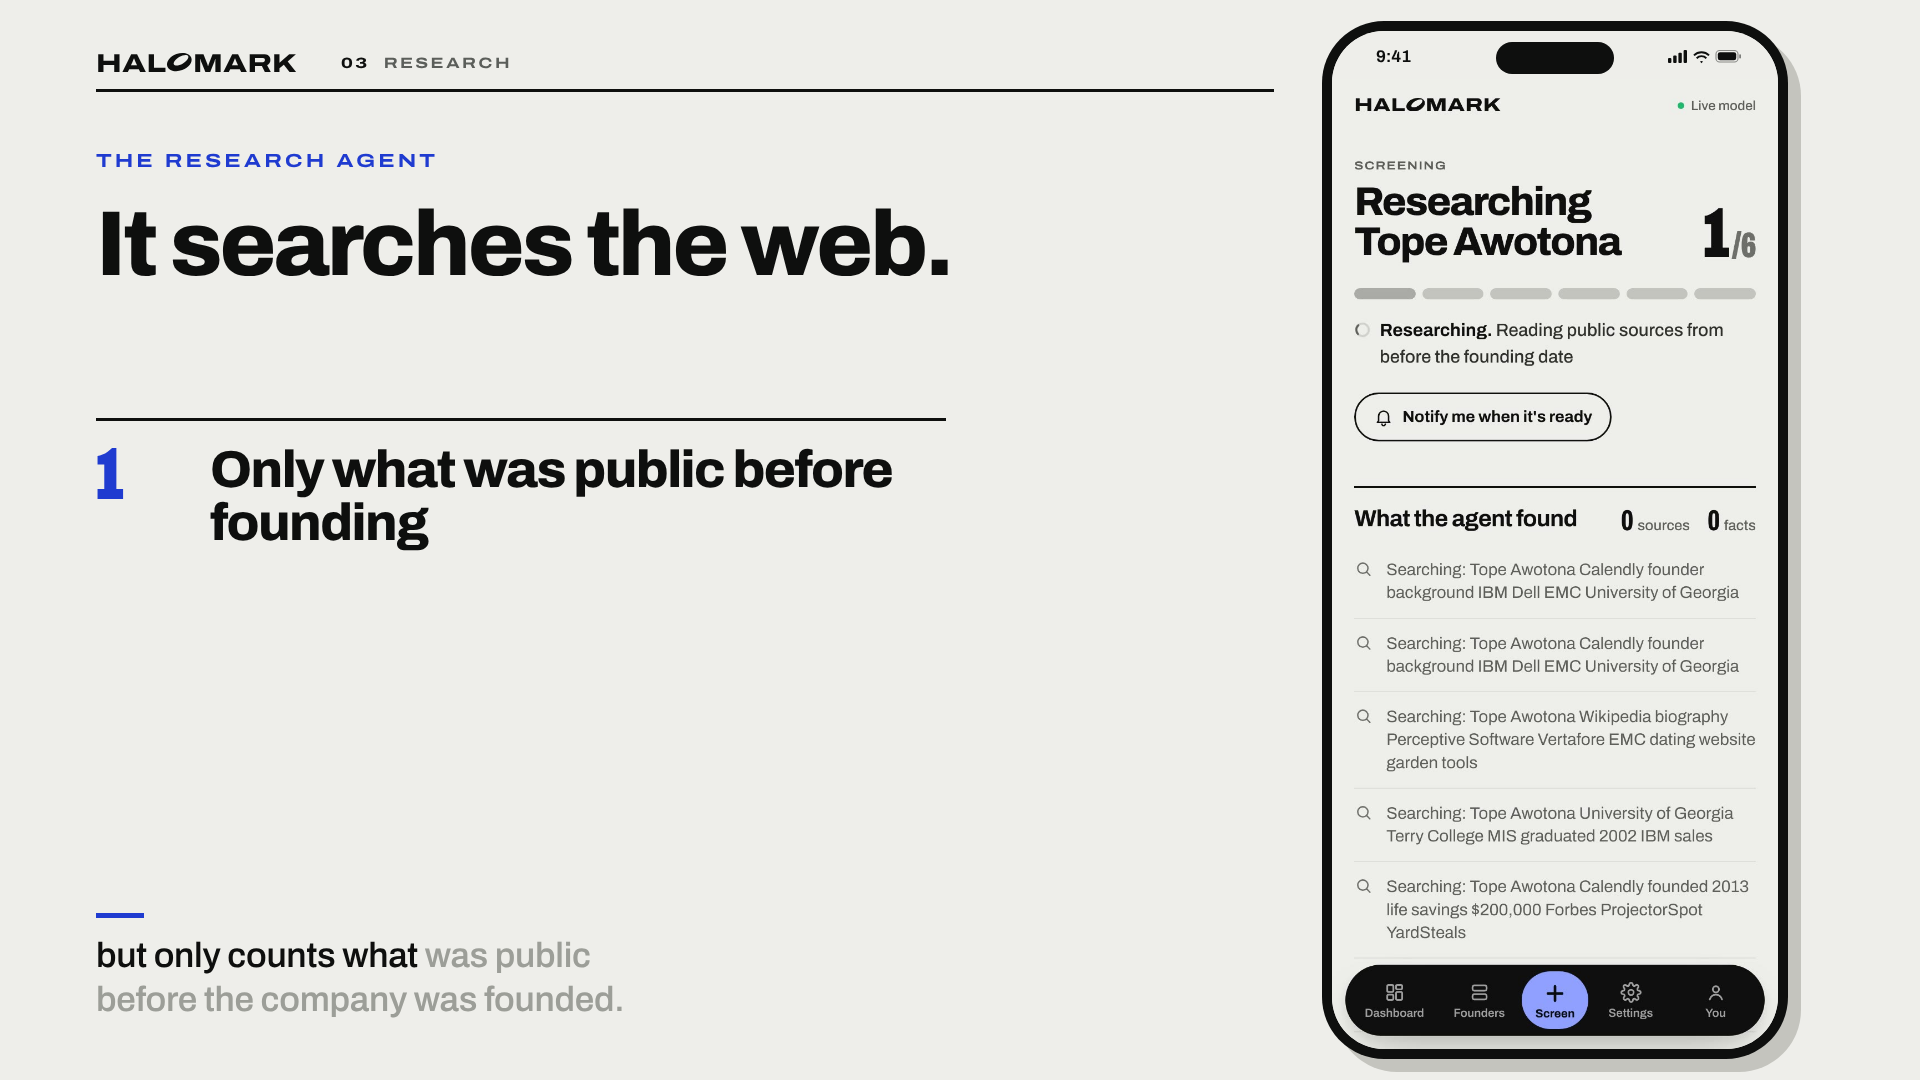 HALOMARK 03 RESEARCH
THE RESEARCH AGENT
It searches the web.
1 Only what was public before
founding
but only counts what was public
before the company was founded.
9:41
HALOMARK Live model
SCREENING
Researching
Tope Awotona 1/6
Researching. Reading public sources from
before the founding date
Notify me when it's ready
What the agent found 0 sources 0 facts
Searching: Tope Awotona Calendly founder
background IBM Dell EMC University of Georgia
Searching: Tope Awotona Calendly founder
background IBM Dell EMC University of Georgia
Searching: Tope Awotona Wikipedia biography
Perceptive Software Vertafore EMC dating website
garden tools
Searching: Tope Awotona University of Georgia
Terry College MIS graduated 2002 IBM sales
Searching: Tope Awotona Calendly founded 2013
life savings $200,000 Forbes ProjectorSpot
YardSteals
Dashboard Founders Screen Settings You